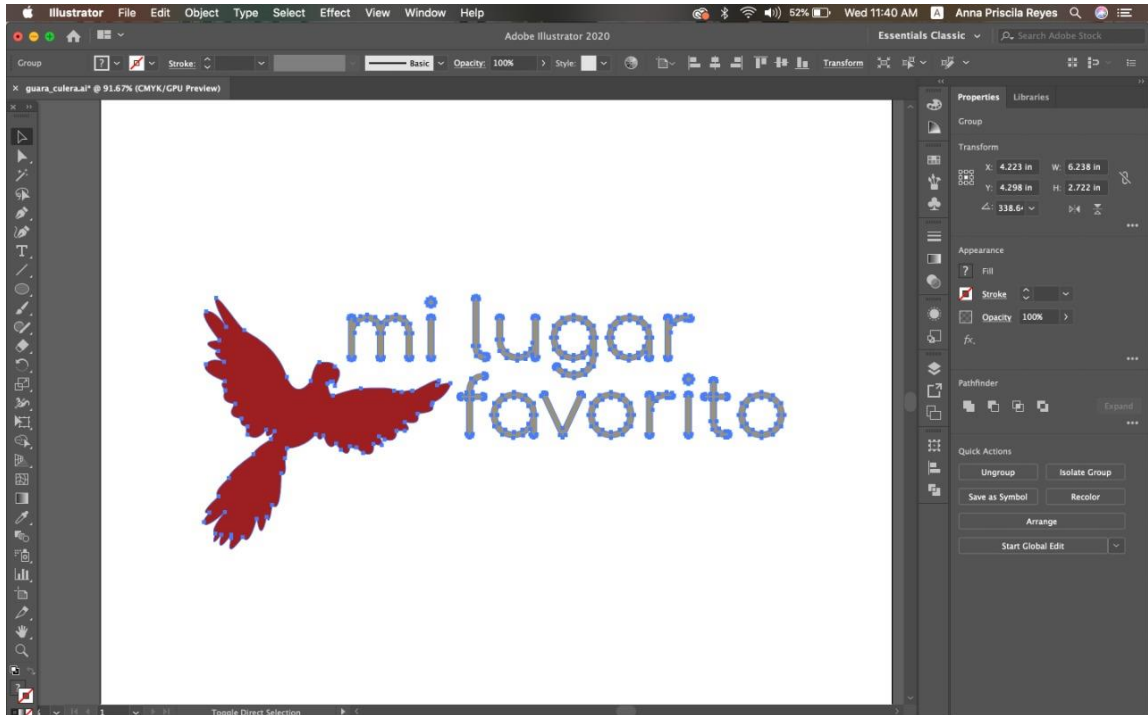 Illustrator File Edit Object Type Select Effect View Window Help 52% Wed 11:40 AM A Anna Priscila Reyes
Adobe Illustrator 2020 Essentials Classic Search Adobe Stock
Group ? Stroke: Basic Opacity: 100% Style: Transform
× guara_culera.ai* @ 91.67% (CMYK/GPU Preview)
Properties Libraries
Group
Transform
X: 4.223 in W: 6.238 in
Y: 4.298 in H: 2.722 in
Appearance
? Fill
Stroke
Opacity 100%
fx.
Pathfinder
Expand
Quick Actions
Ungroup Isolate Group
Save as Symbol Recolor
Arrange
Start Global Edit
mi lugar
favorito
1 Toggle Direct Selection